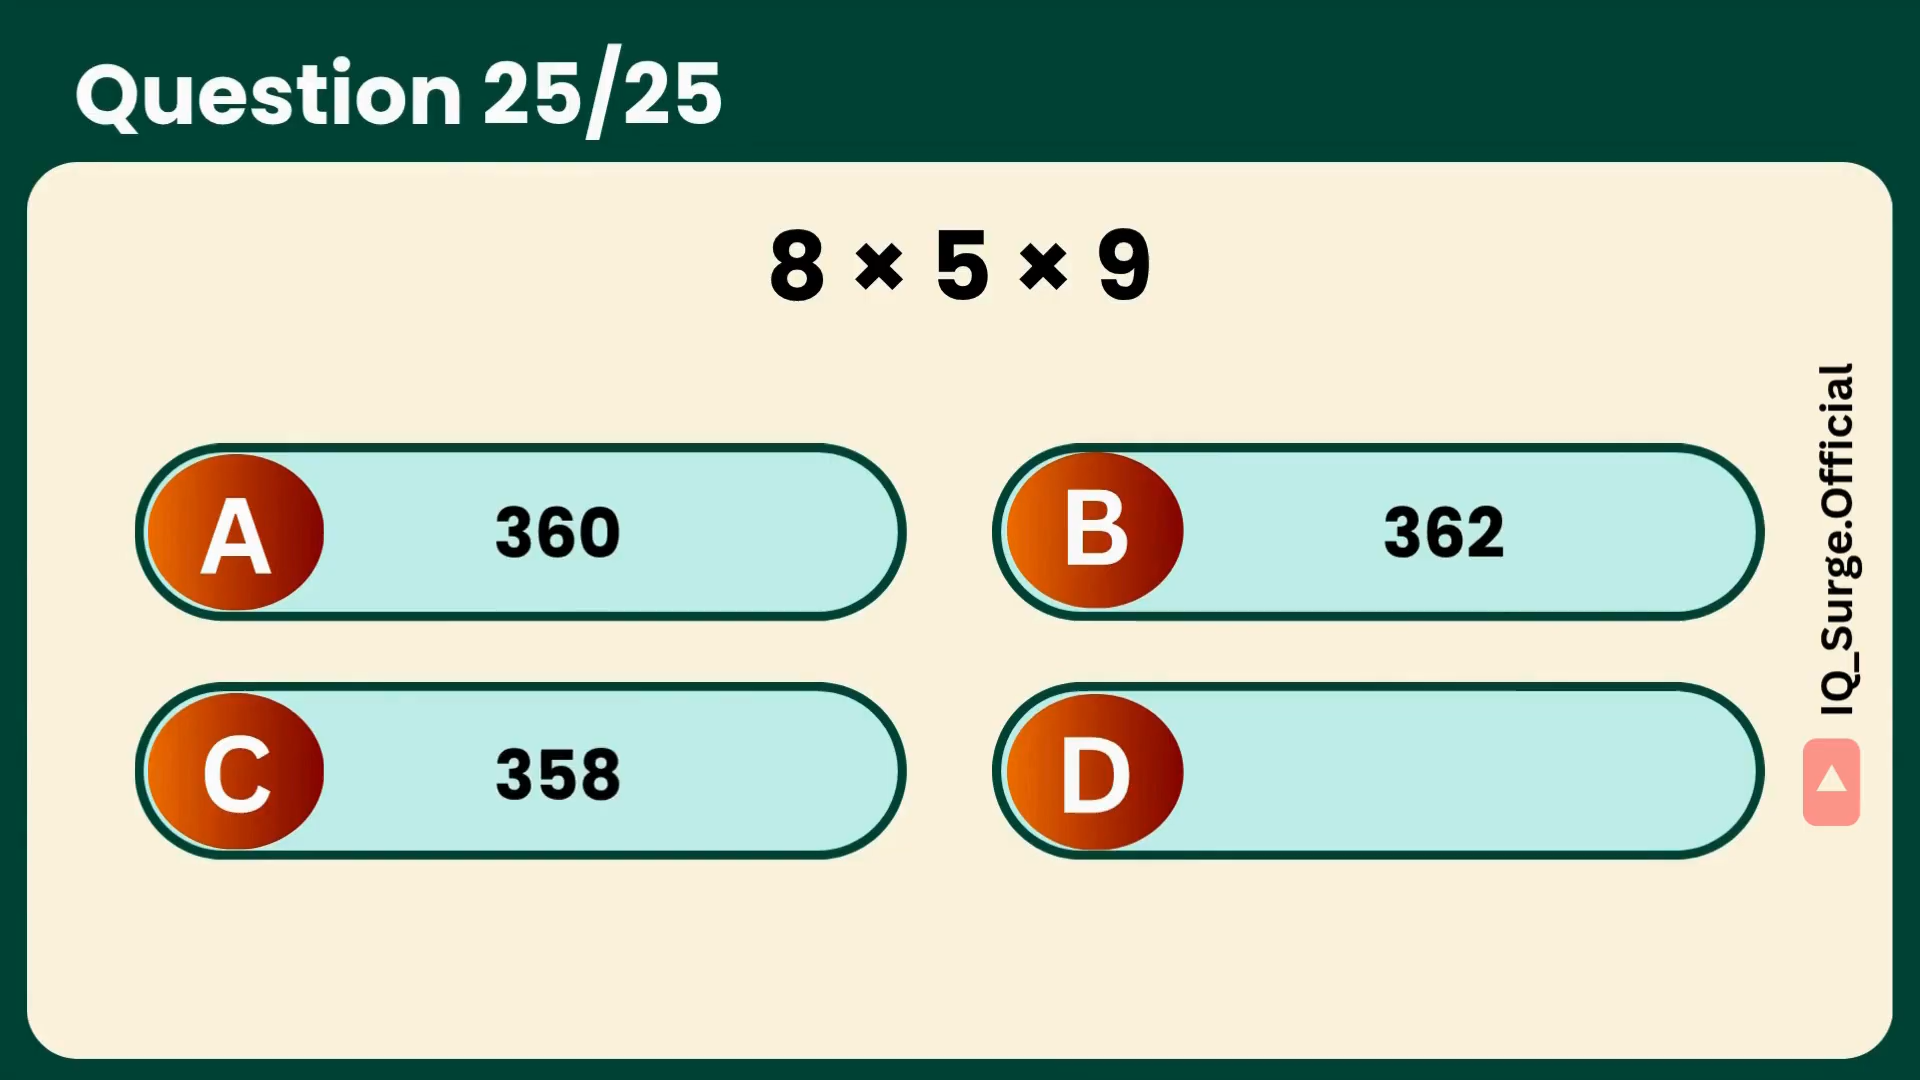 Question 25/25
8 × 5 × 9
A 360
B 362
C 358
D
IQ_Surge.Official